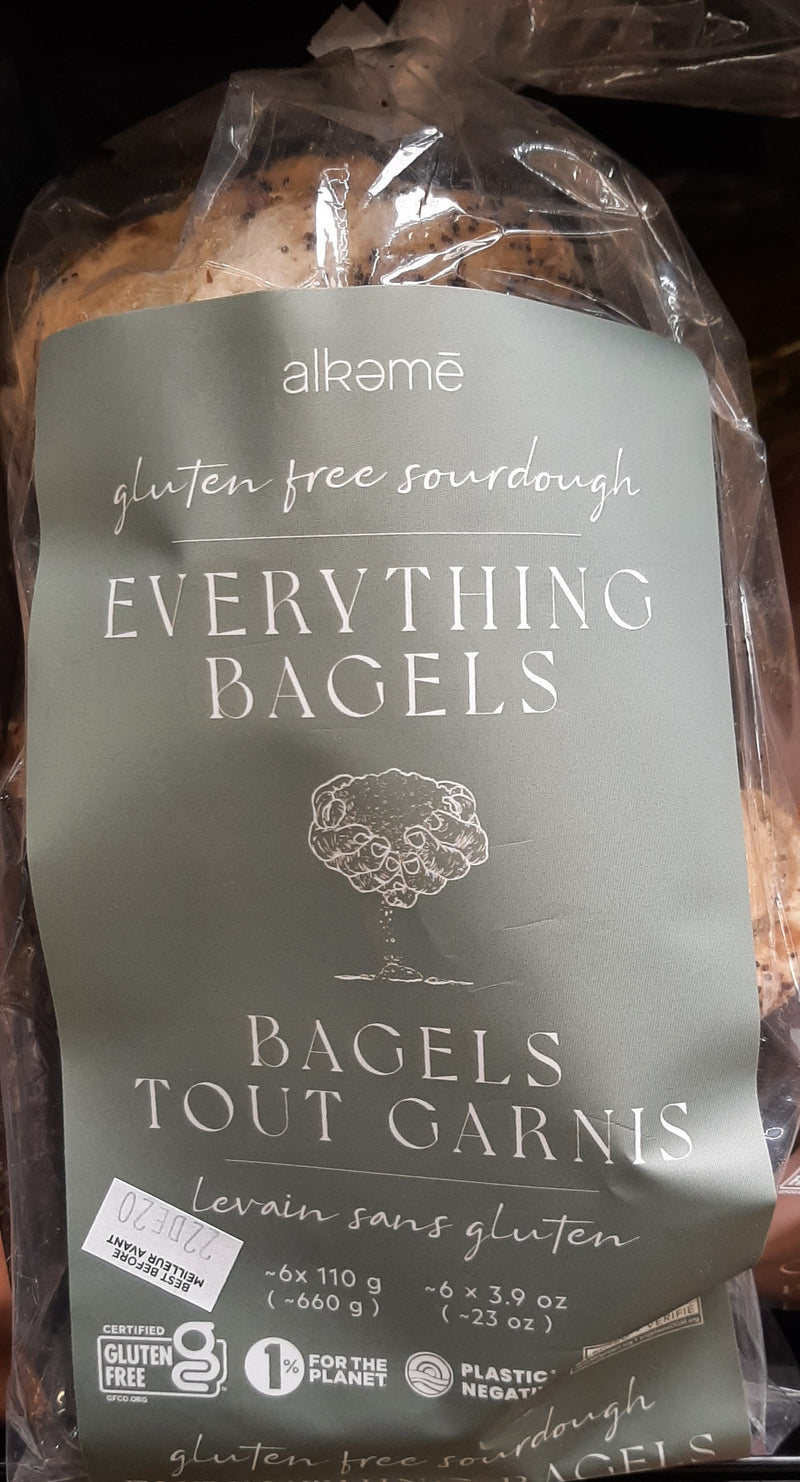 alkəmē
gluten free sourdough
EVERYTHING
BAGELS
BAGELS
TOUT GARNIS
levain sans gluten
BEST BEFORE
MEILLEUR AVANT
22DE20
~6x 110 g
(~660 g)
~6 x 3.9 oz
(~23 oz)
CERTIFIED
GLUTEN
FREE
GFCO.ORG
1%
FOR THE
PLANET
PLASTIC
VÉRIFIÉ
gluten free sourdough
BAGELS